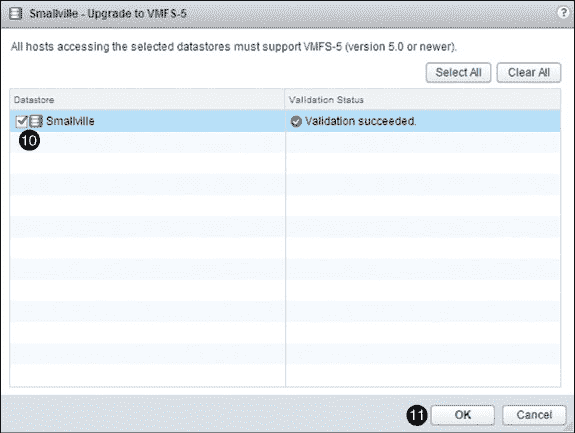 Smallville - Upgrade to VMFS-5
?
All hosts accessing the selected datastores must support VMFS-5 (version 5.0 or newer).
Select All Clear All
Datastore Validation Status
Smallville Validation succeeded.
10
11 OK Cancel